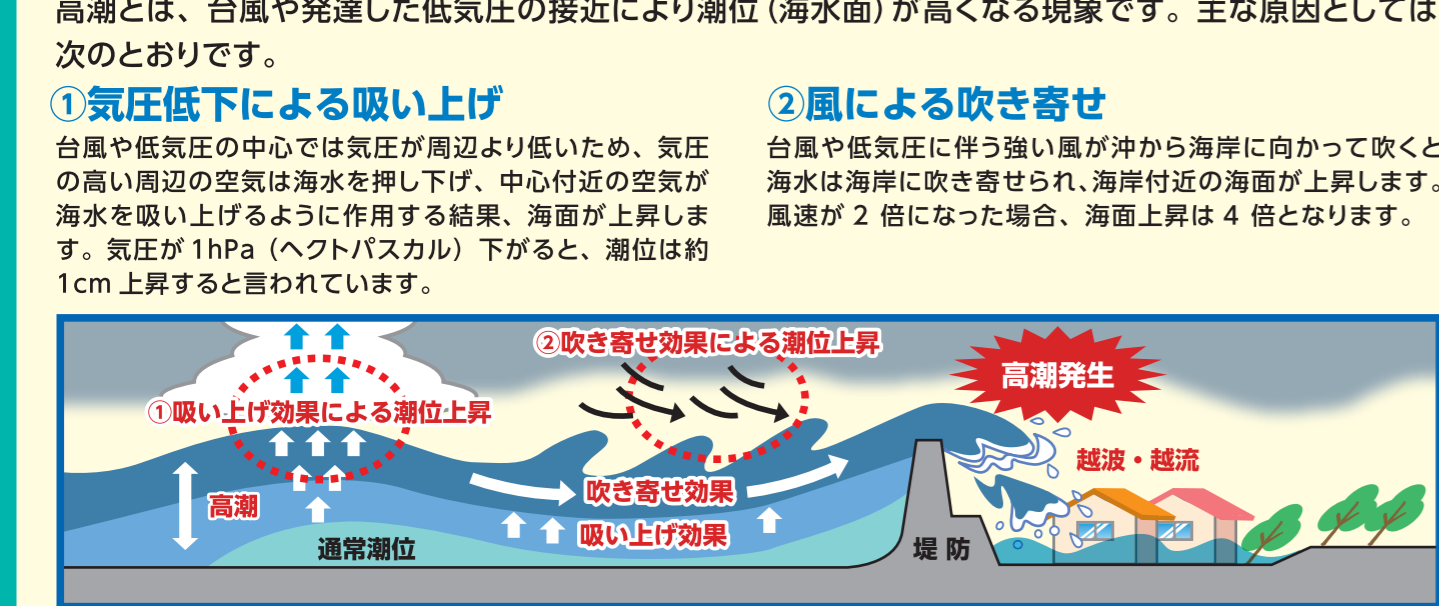 高潮とは、台風や発達した低気圧の接近により潮位(海水面)が高くなる現象です。主な原因としては
次のとおりです。
①気圧低下による吸い上げ
台風や低気圧の中心では気圧が周辺より低いため、気圧
の高い周辺の空気は海水を押し下げ、中心付近の空気が
海水を吸い上げるように作用する結果、海面が上昇しま
す。気圧が1hPa(ヘクトパスカル)下がると、潮位は約
1cm 上昇すると言われています。
②風による吹き寄せ
台風や低気圧に伴う強い風が沖から海岸に向かって吹くと
海水は海岸に吹き寄せられ、海岸付近の海面が上昇します。
風速が 2 倍になった場合、海面上昇は 4 倍となります。
②吹き寄せ効果による潮位上昇
高潮発生
①吸い上げ効果による潮位上昇
越波・越流
吹き寄せ効果
高潮
吸い上げ効果
通常潮位
堤 防